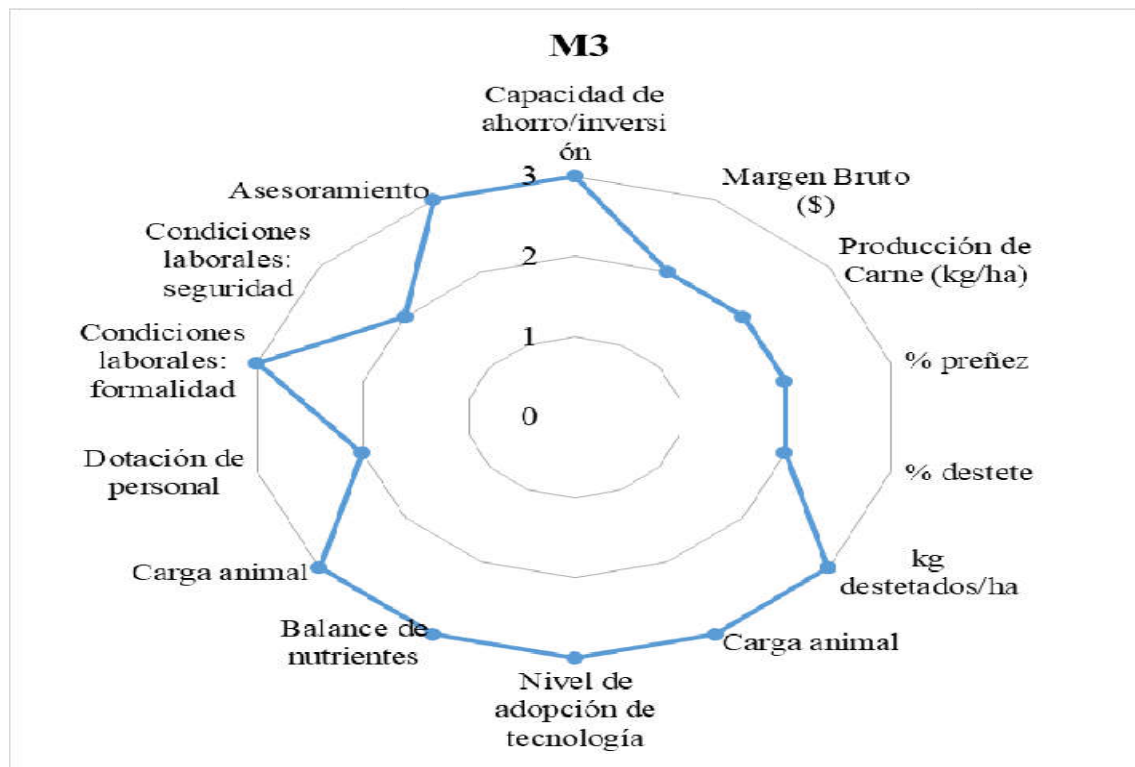 M3
Capacidad de
ahorro/inversi
ón
Margen Bruto
($)
Producción de
Carne (kg/ha)
% preñez
% destete
kg
destetados/ha
Carga animal
Nivel de
adopción de
tecnología
Balance de
nutrientes
Carga animal
Dotación de
personal
Condiciones
laborales:
formalidad
Condiciones
laborales:
seguridad
Asesoramiento
3
2
1
0